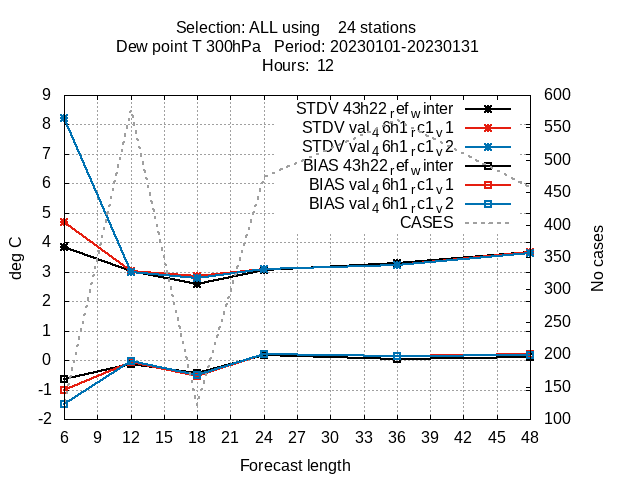 Selection: ALL using    24 stations
Dew point T 300hPa   Period: 20230101-20230131
Hours: 12
STDV 43h22_ref_winter
STDV val_46h1_rc1_v1
STDV val_46h1_rc1_v2
BIAS 43h22_ref_winter
BIAS val_46h1_rc1_v1
BIAS val_46h1_rc1_v2
CASES
9
8
7
6
5
4
3
2
1
0
-1
-2
deg C
600
550
500
450
400
350
300
250
200
150
100
No cases
6 9 12 15 18 21 24 27 30 33 36 39 42 45 48
Forecast length